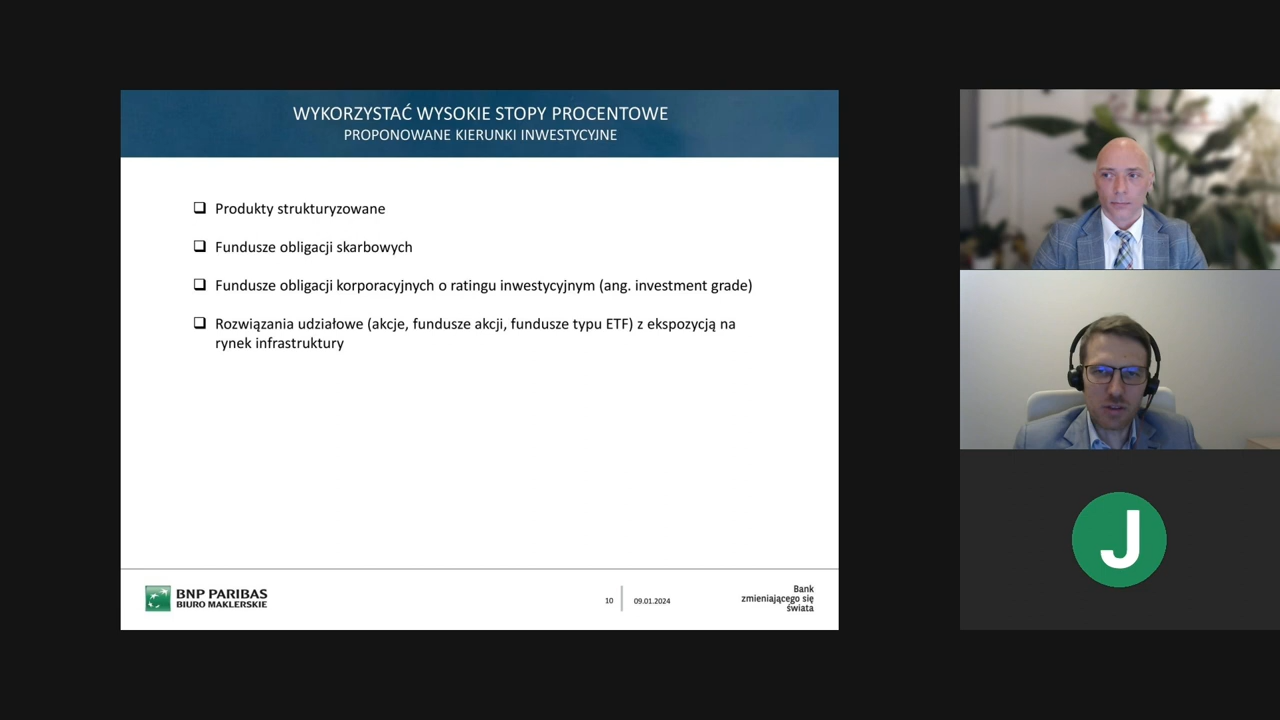 WYKORZYSTAĆ WYSOKIE STOPY PROCENTOWE
PROPONOWANE KIERUNKI INWESTYCYJNE
Produkty strukturyzowane
Fundusze obligacji skarbowych
Fundusze obligacji korporacyjnych o ratingu inwestycyjnym (ang. investment grade)
Rozwiązania udziałowe (akcje, fundusze akcji, fundusze typu ETF) z ekspozycją na
rynek infrastruktury
BNP PARIBAS
BIURO MAKLERSKIE
10
09.01.2024
Bank
zmieniającego się
świata
J